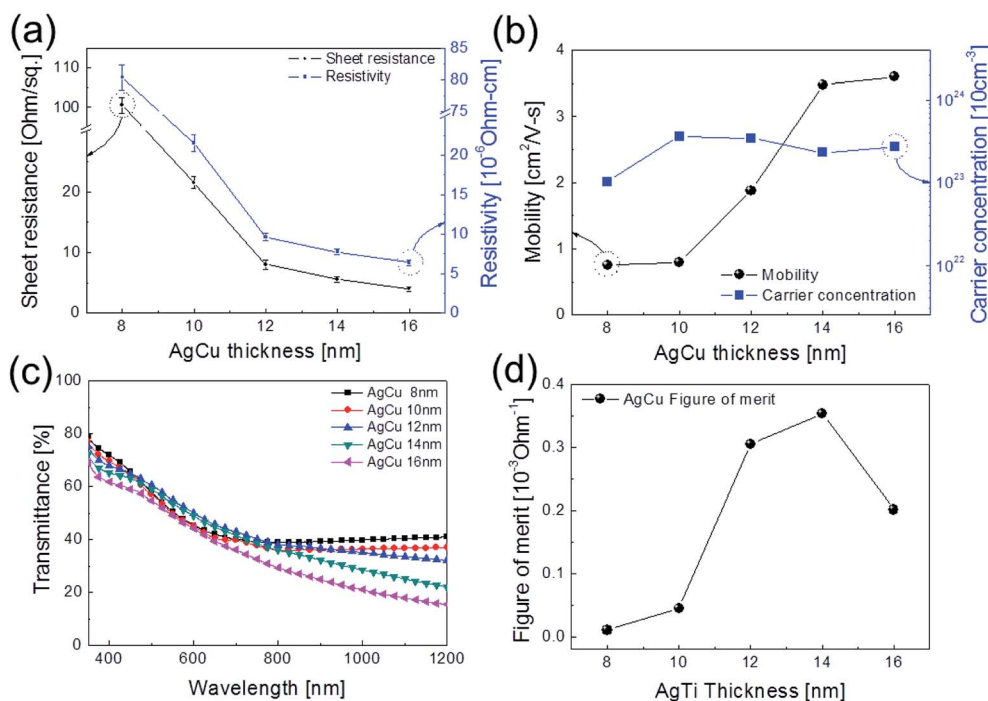 (a)
Sheet resistance [Ohm/sq.]
110
100
20
10
0
Sheet resistance
Resistivity
85
80
75
20
15
10
5
0
Resistivity [10⁻⁶Ohm-cm]
8 10 12 14 16
AgCu thickness [nm]
(b)
Mobility [cm²/V-s]
4
3
2
1
0
Mobility
Carrier concentration
10²⁴
10²³
10²²
Carrier concentration [10cm⁻³]
8 10 12 14 16
AgCu thickness [nm]
(c)
Transmittance [%]
100
80
60
40
20
0
AgCu 8nm
AgCu 10nm
AgCu 12nm
AgCu 14nm
AgCu 16nm
400 600 800 1000 1200
Wavelength [nm]
(d)
Figure of merit [10⁻³Ohm⁻¹]
0.4
0.3
0.2
0.1
0.0
AgCu Figure of merit
8 10 12 14 16
AgTi Thickness [nm]